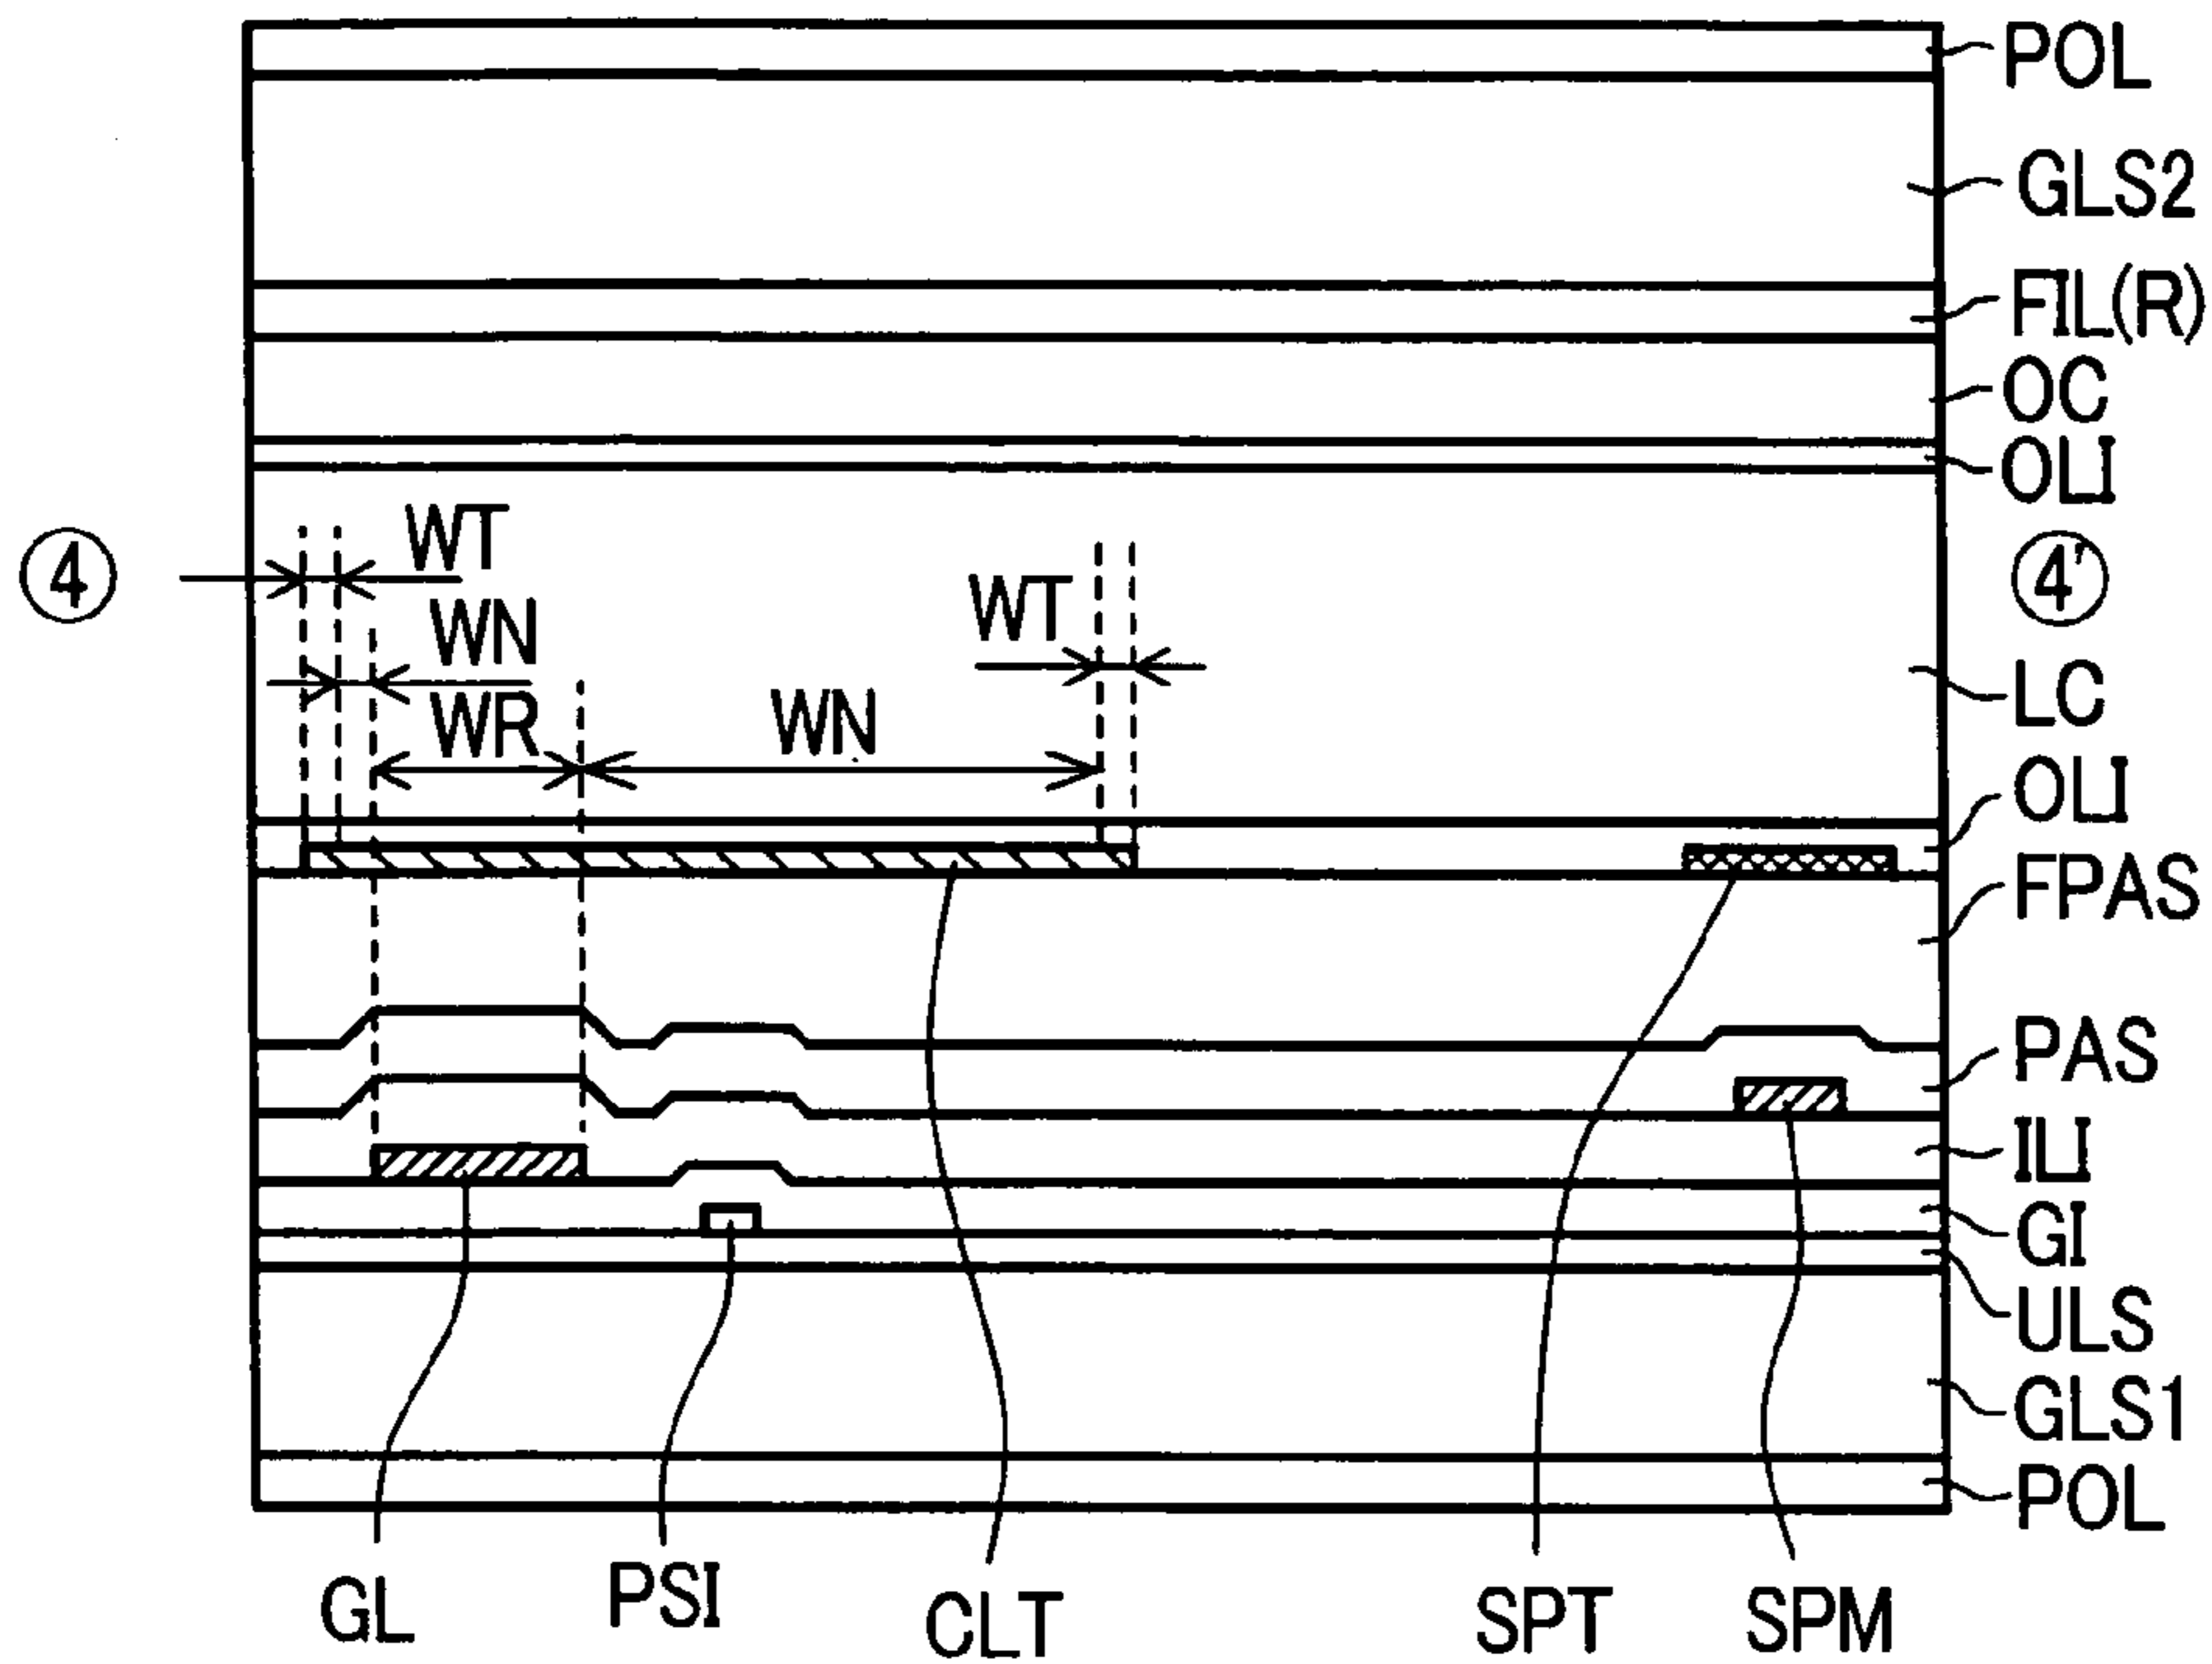 POL
GLS2
FIL(R)
OC
OLI
④ WT ④'
WN WT
WR WN LC
OLI
FPAS
PAS
ILI
GI
ULS
GLS1
POL
GL PSI CLT SPT SPM